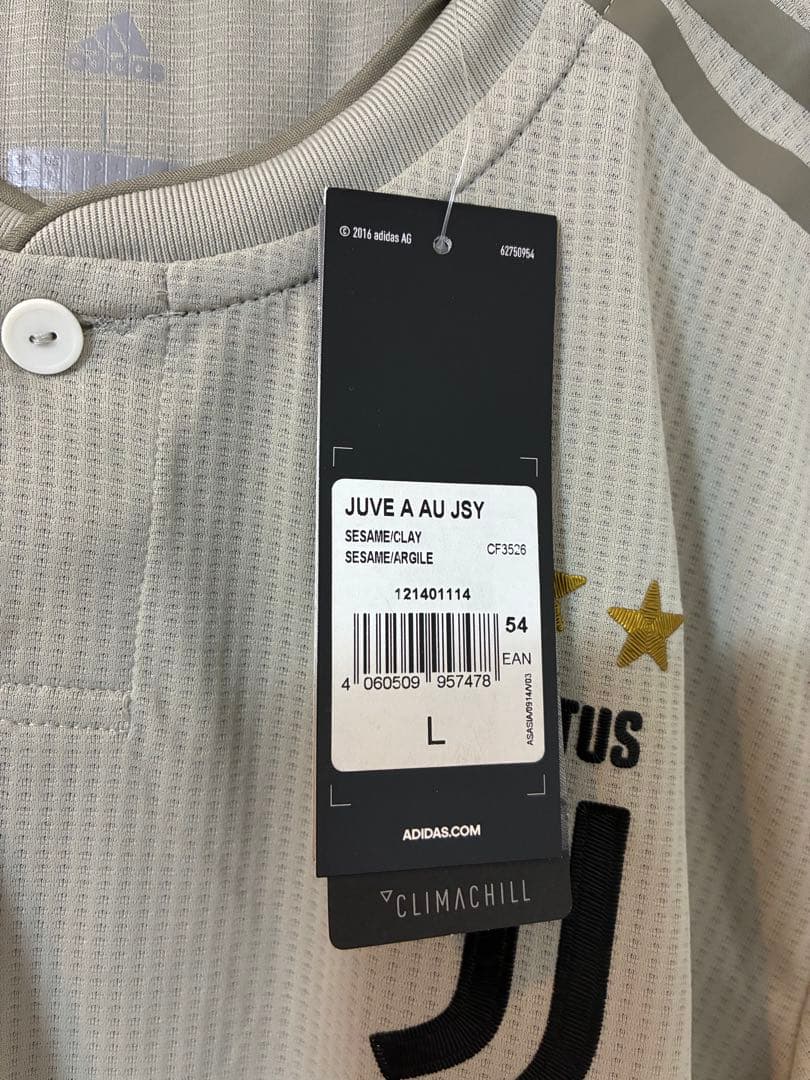 adidas
© 2016 adidas AG
62750954
JUVE A AU JSY
SESAME/CLAY
SESAME/ARGILE
CF3526
121401114
54
EAN
4 060509 957478
L
ASASIA/0914/V03
ADIDAS.COM
CLIMACHILL
TUS